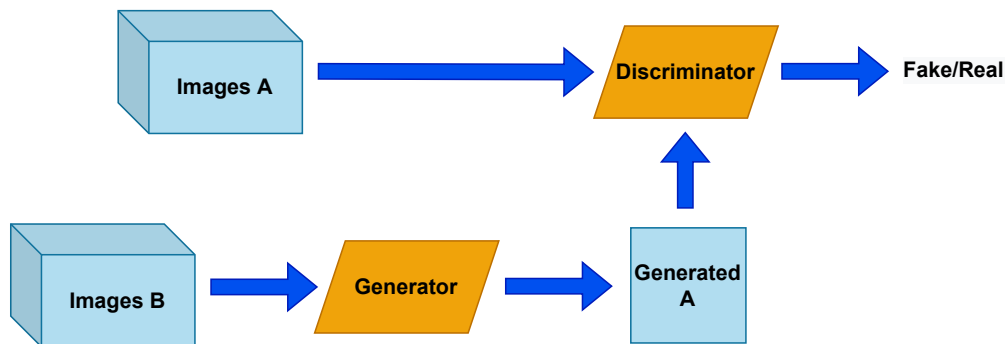 Images A
Discriminator
Fake/Real
Images B
Generator
Generated
A